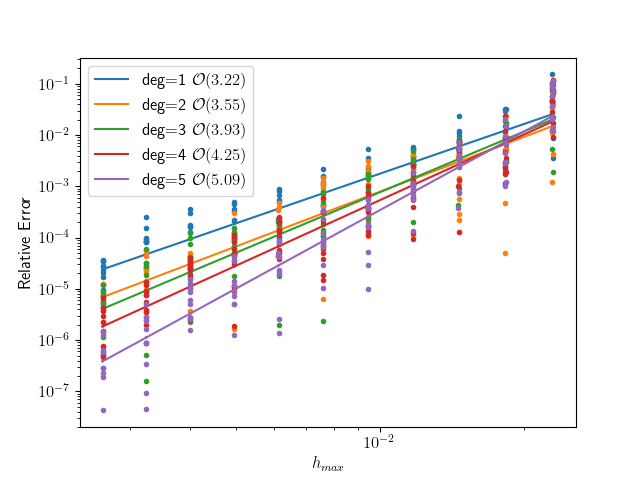 deg=1 𝒪(3.22)
deg=2 𝒪(3.55)
deg=3 𝒪(3.93)
deg=4 𝒪(4.25)
deg=5 𝒪(5.09)
10⁻¹
10⁻²
10⁻³
10⁻⁴
10⁻⁵
10⁻⁶
10⁻⁷
Relative Error
10⁻²
hₘₐₓ